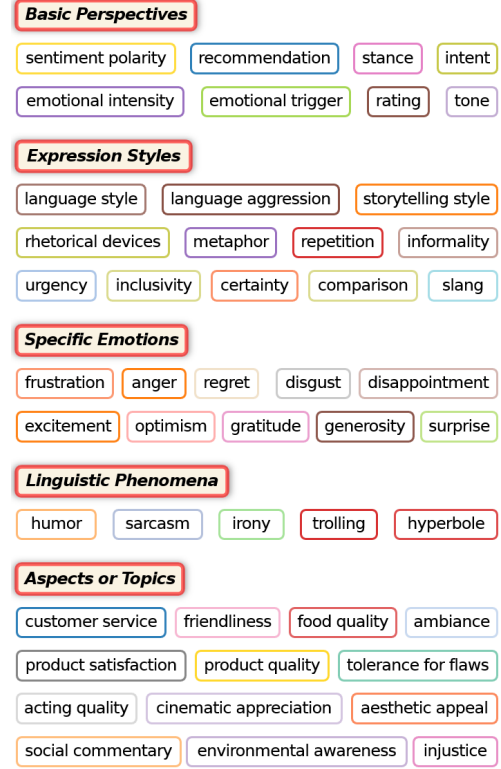 Basic Perspectives
sentiment polarity recommendation stance intent
emotional intensity emotional trigger rating tone
Expression Styles
language style language aggression storytelling style
rhetorical devices metaphor repetition informality
urgency inclusivity certainty comparison slang
Specific Emotions
frustration anger regret disgust disappointment
excitement optimism gratitude generosity surprise
Linguistic Phenomena
humor sarcasm irony trolling hyperbole
Aspects or Topics
customer service friendliness food quality ambiance
product satisfaction product quality tolerance for flaws
acting quality cinematic appreciation aesthetic appeal
social commentary environmental awareness injustice